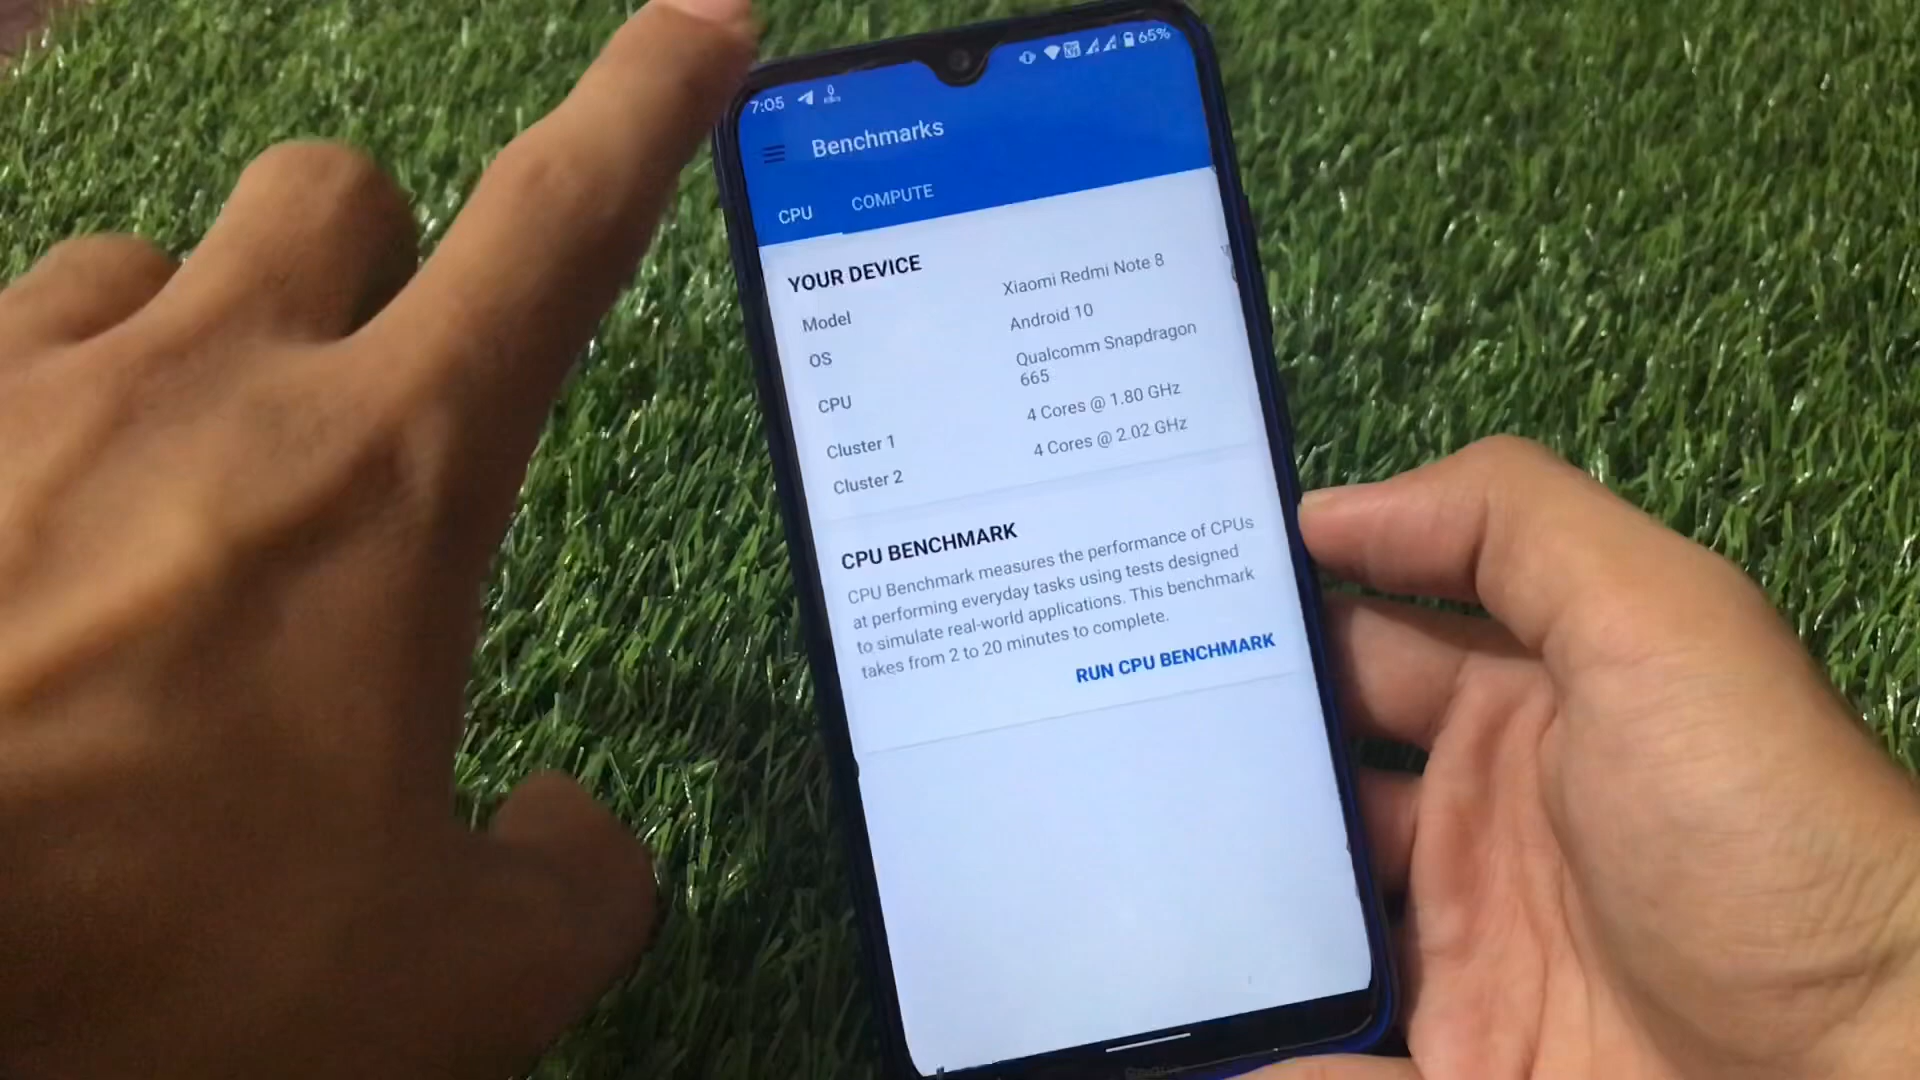 7:05 65%
Benchmarks
CPU COMPUTE
YOUR DEVICE
Model Xiaomi Redmi Note 8
OS Android 10
CPU Qualcomm Snapdragon
665
Cluster 1 4 Cores @ 1.80 GHz
Cluster 2 4 Cores @ 2.02 GHz
CPU BENCHMARK
CPU Benchmark measures the performance of CPUs
at performing everyday tasks using tests designed
to simulate real-world applications. This benchmark
takes from 2 to 20 minutes to complete.
RUN CPU BENCHMARK